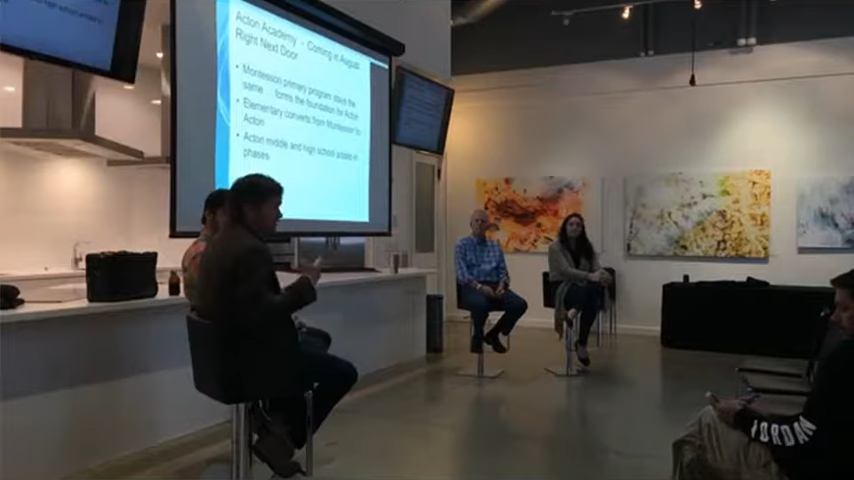 Acton Academy - Coming in August
Right Next Door
• Montessori primary program stays the
same … forms the foundation for Acton
• Elementary converts from Montessori to
Acton
• Acton middle and high school added in
phases
JORDAN